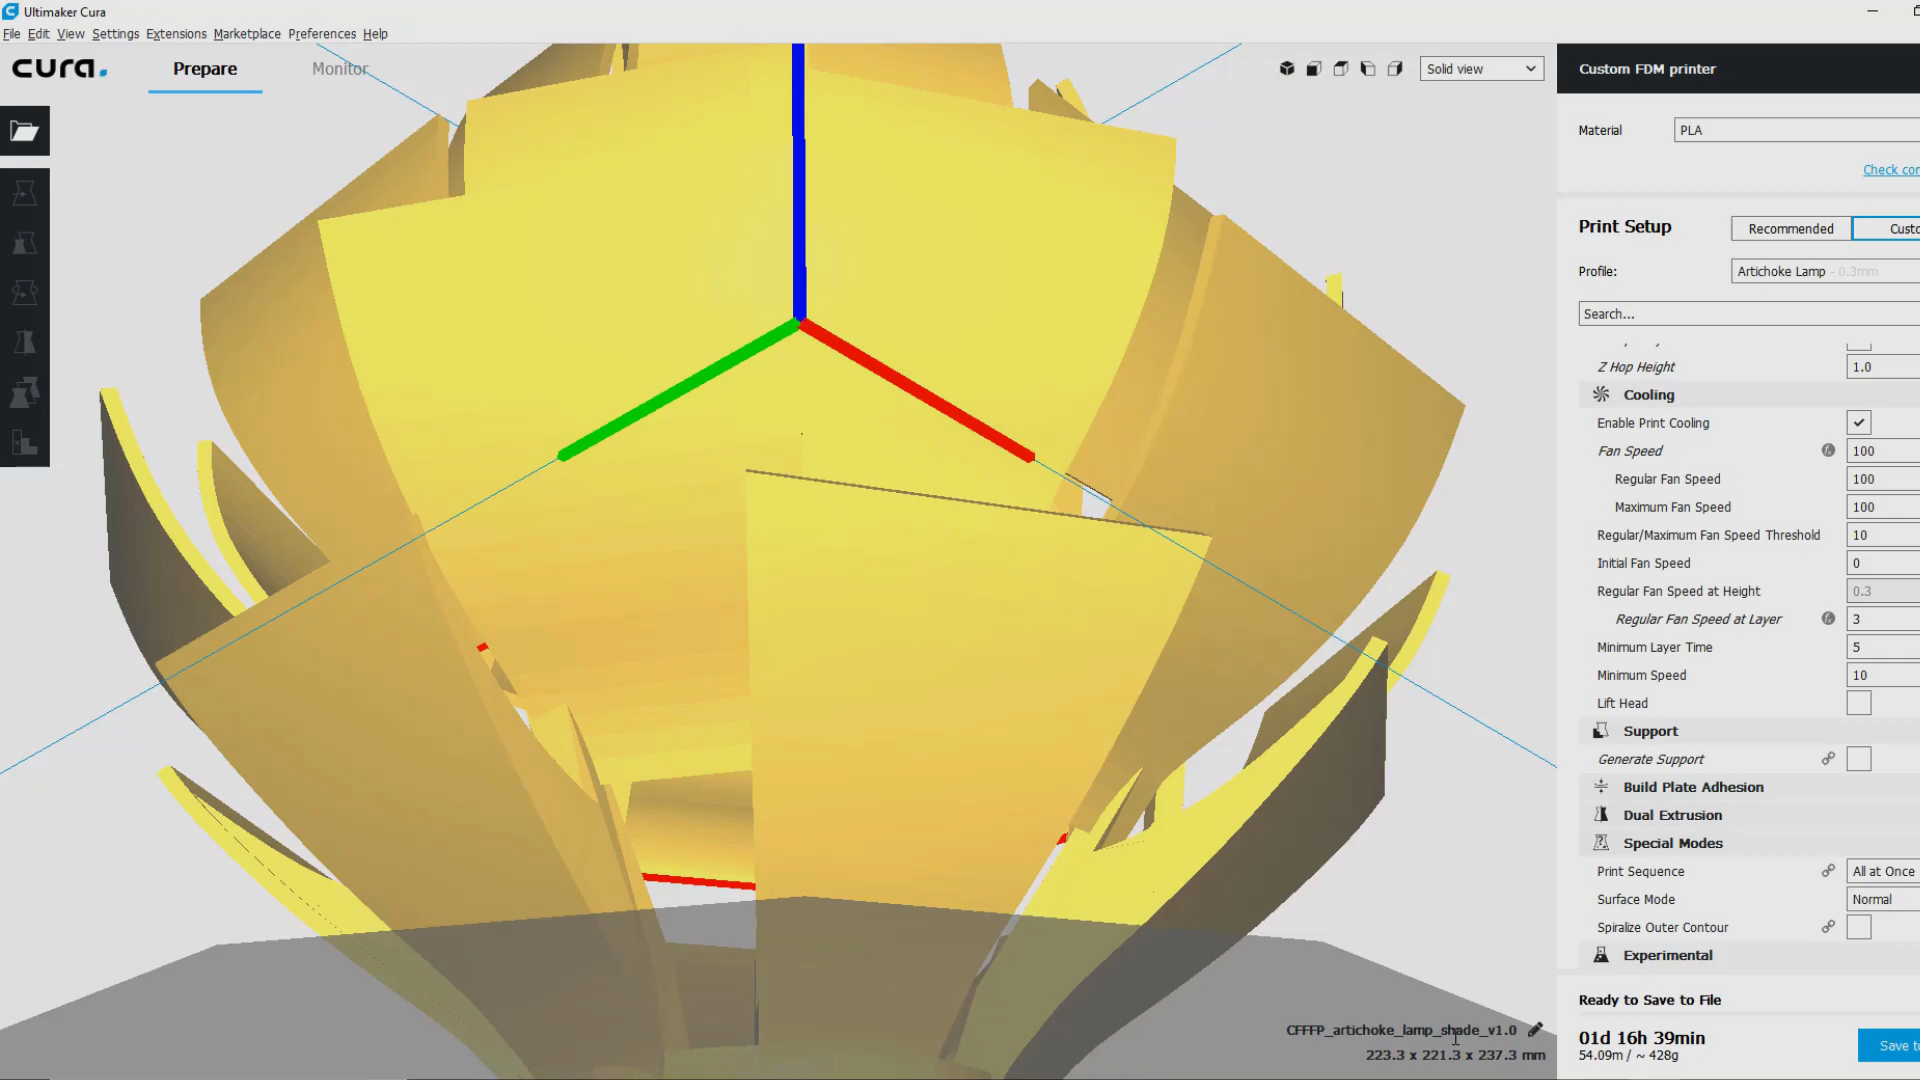 Ultimaker Cura
File Edit View Settings Extensions Marketplace Preferences Help
cura. Prepare Monitor
Solid view
Custom FDM printer
Material PLA
Check
Print Setup Recommended
Profile: Artichoke Lamp - 0.3mm
Search...
Z Hop Height 1.0
Cooling
Enable Print Cooling
Fan Speed 100
Regular Fan Speed 100
Maximum Fan Speed 100
Regular/Maximum Fan Speed Threshold 10
Initial Fan Speed 0
Regular Fan Speed at Height 0.3
Regular Fan Speed at Layer 3
Minimum Layer Time 5
Minimum Speed 10
Lift Head
Support
Generate Support
Build Plate Adhesion
Dual Extrusion
Special Modes
Print Sequence All at Once
Surface Mode Normal
Spiralize Outer Contour
Experimental
Ready to Save to File
01d 16h 39min
54.09m / ~ 428g
Save
CFFFP_artichoke_lamp_shade_v1.0
223.3 x 221.3 x 237.3 mm